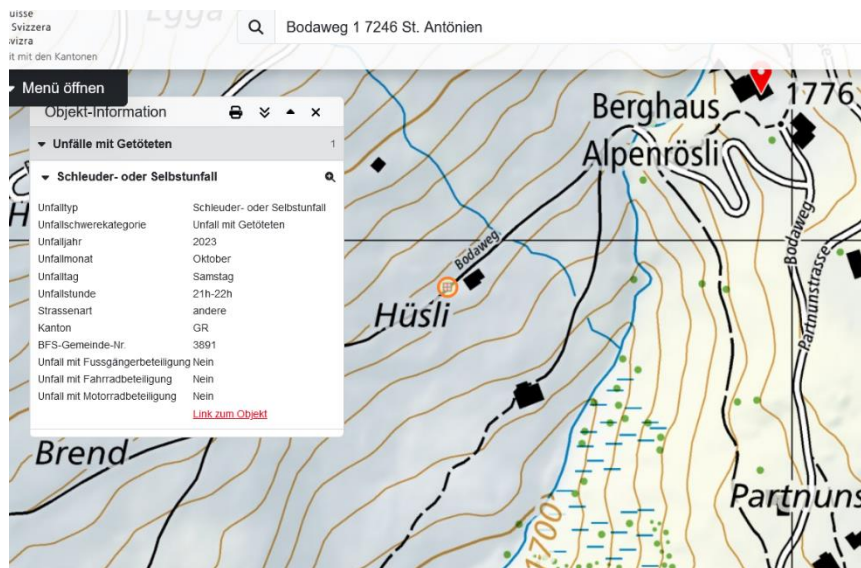 uisse
Svizzera
vizra
it mit den Kantonen
Egga
Bodaweg 1 7246 St. Antönien
Menü öffnen
Objekt-Information
Unfälle mit Getöteten 1
Schleuder- oder Selbstunfall
Unfalltyp Schleuder- oder Selbstunfall
Unfallschwerekategorie Unfall mit Getöteten
Unfalljahr 2023
Unfallmonat Oktober
Unfalltag Samstag
Unfallstunde 21h-22h
Strassenart andere
Kanton GR
BFS-Gemeinde-Nr. 3891
Unfall mit Fussgängerbeteiligung Nein
Unfall mit Fahrradbeteiligung Nein
Unfall mit Motorradbeteiligung Nein
Link zum Objekt
Berghaus
Alpenrösli
1776
Bodaweg
Hüsli
Bodaweg
Partnunstrasse
H
Brend
Partnuns
1700